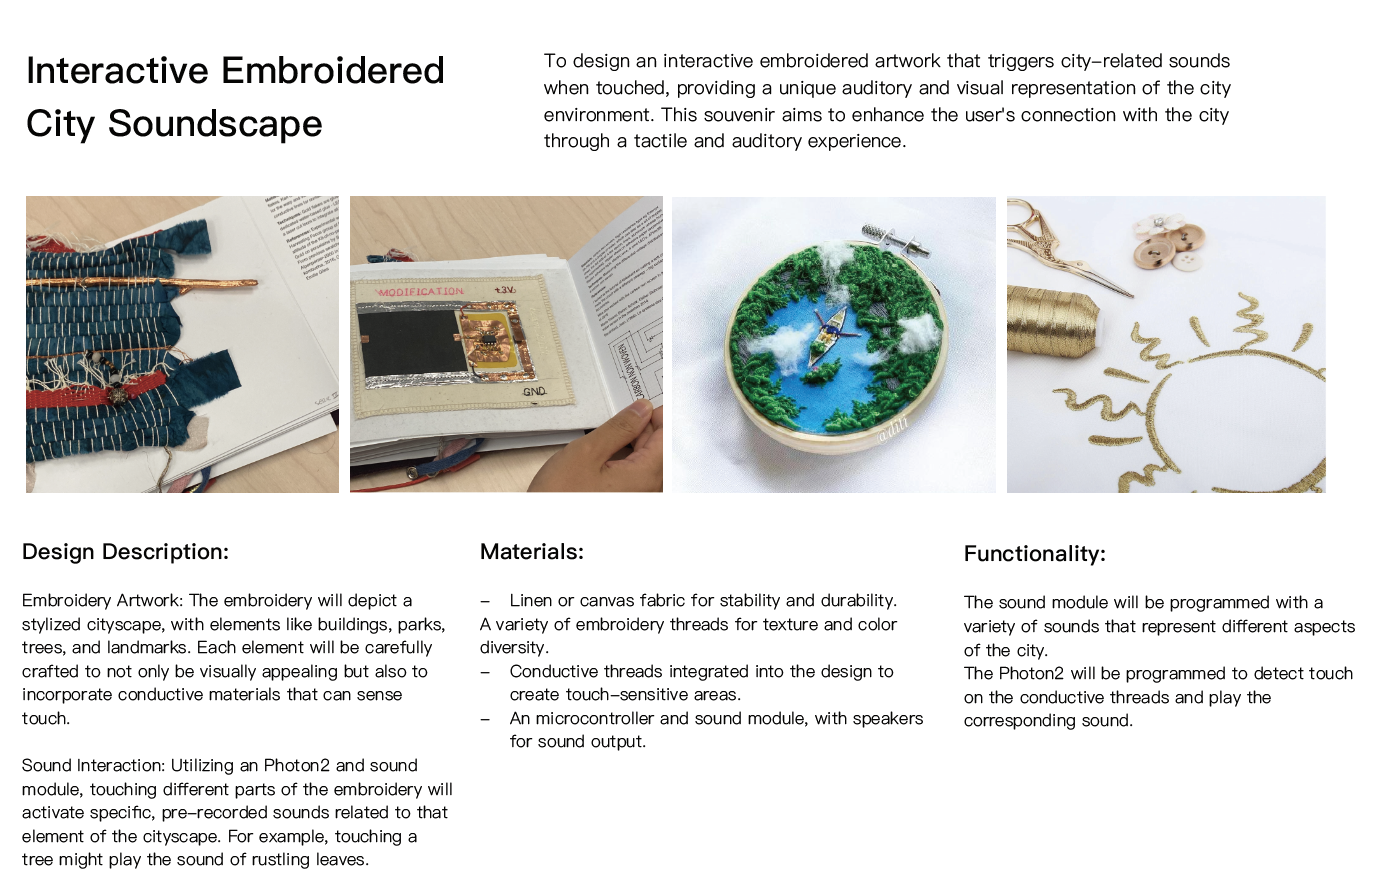 Interactive Embroidered
City Soundscape
To design an interactive embroidered artwork that triggers city-related sounds
when touched, providing a unique auditory and visual representation of the city
environment. This souvenir aims to enhance the user's connection with the city
through a tactile and auditory experience.
MODIFICATION
+3V
GND
CARBON NON WOVEN
@dili
Design Description:
Embroidery Artwork: The embroidery will depict a
stylized cityscape, with elements like buildings, parks,
trees, and landmarks. Each element will be carefully
crafted to not only be visually appealing but also to
incorporate conductive materials that can sense
touch.
Sound Interaction: Utilizing an Photon2 and sound
module, touching different parts of the embroidery will
activate specific, pre-recorded sounds related to that
element of the cityscape. For example, touching a
tree might play the sound of rustling leaves.
Materials:
- Linen or canvas fabric for stability and durability.
A variety of embroidery threads for texture and color
diversity.
- Conductive threads integrated into the design to
create touch-sensitive areas.
- An microcontroller and sound module, with speakers
for sound output.
Functionality:
The sound module will be programmed with a
variety of sounds that represent different aspects
of the city.
The Photon2 will be programmed to detect touch
on the conductive threads and play the
corresponding sound.